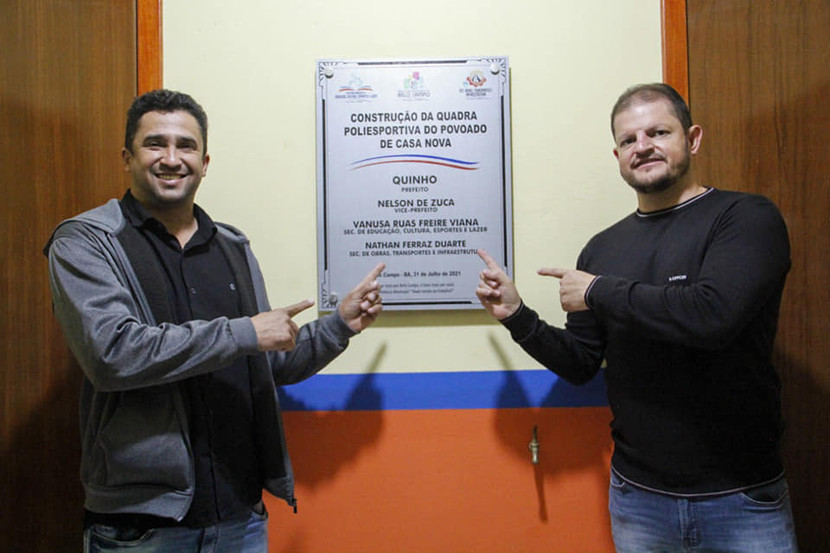 BELO CAMPO
CONSTRUÇÃO DA QUADRA
POLIESPORTIVA DO POVOADO
DE CASA NOVA
QUINHO
PREFEITO
NELSON DE ZUCA
VICE-PREFEITO
VANUSA RUAS FREIRE VIANA
SEC. DE EDUCAÇÃO, CULTURA, ESPORTES E LAZER
NATHAN FERRAZ DUARTE
SEC. DE OBRAS, TRANSPORTES E INFRAESTRUTU
Campo - BA, 31 de Julho de 2021